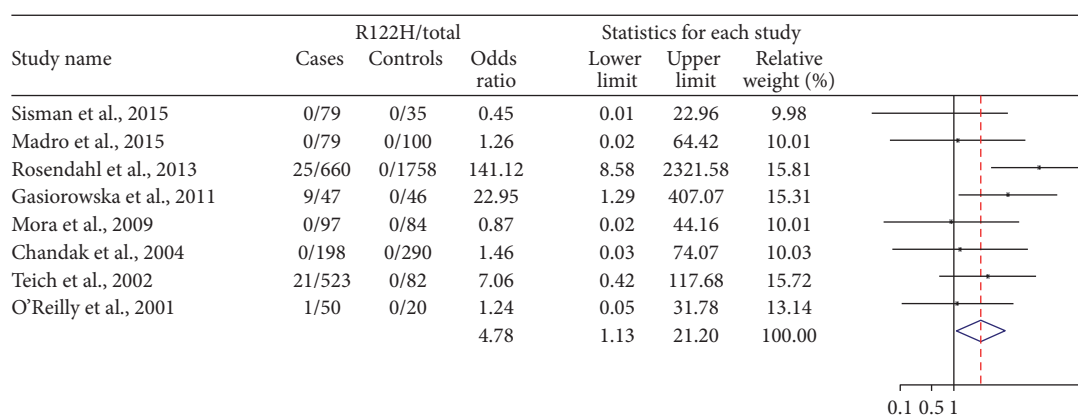 R122H/total Statistics for each study
Study name Cases Controls Odds ratio Lower limit Upper limit Relative weight (%)
Sisman et al., 2015 0/79 0/35 0.45 0.01 22.96 9.98
Madro et al., 2015 0/79 0/100 1.26 0.02 64.42 10.01
Rosendahl et al., 2013 25/660 0/1758 141.12 8.58 2321.58 15.81
Gasiorowska et al., 2011 9/47 0/46 22.95 1.29 407.07 15.31
Mora et al., 2009 0/97 0/84 0.87 0.02 44.16 10.01
Chandak et al., 2004 0/198 0/290 1.46 0.03 74.07 10.03
Teich et al., 2002 21/523 0/82 7.06 0.42 117.68 15.72
O'Reilly et al., 2001 1/50 0/20 1.24 0.05 31.78 13.14
4.78 1.13 21.20 100.00
0.1 0.5 1